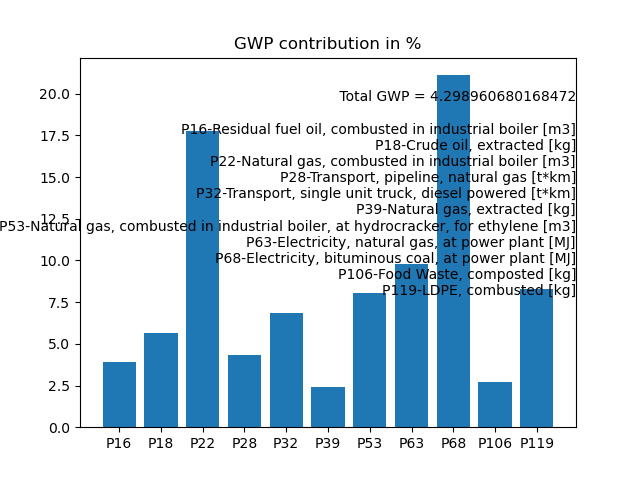 GWP contribution in %
20.0
Total GWP = 4.298960680168472
17.5
P16-Residual fuel oil, combusted in industrial boiler [m3]
P18-Crude oil, extracted [kg]
P22-Natural gas, combusted in industrial boiler [m3]
15.0
P28-Transport, pipeline, natural gas [t*km]
P32-Transport, single unit truck, diesel powered [t*km]
P39-Natural gas, extracted [kg]
12.5
P53-Natural gas, combusted in industrial boiler, at hydrocracker, for ethylene [m3]
P63-Electricity, natural gas, at power plant [MJ]
10.0
P68-Electricity, bituminous coal, at power plant [MJ]
P106-Food Waste, composted [kg]
P119-LDPE, combusted [kg]
7.5
5.0
2.5
0.0
P16 P18 P22 P28 P32 P39 P53 P63 P68 P106 P119